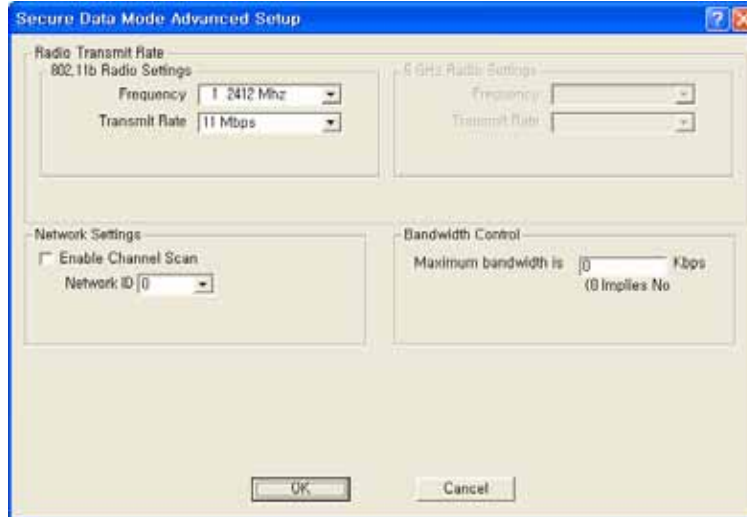 Secure Data Mode Advanced Setup
Radio Transmit Rate
802.11b Radio Settings
Frequency 1 2412 Mhz
Transmit Rate 11 Mbps
5 GHz Radio Settings
Frequency
Transmit Rate
Network Settings
Enable Channel Scan
Network ID 0
Bandwidth Control
Maximum bandwidth is 0 Kbps
(0 Implies No
OK
Cancel